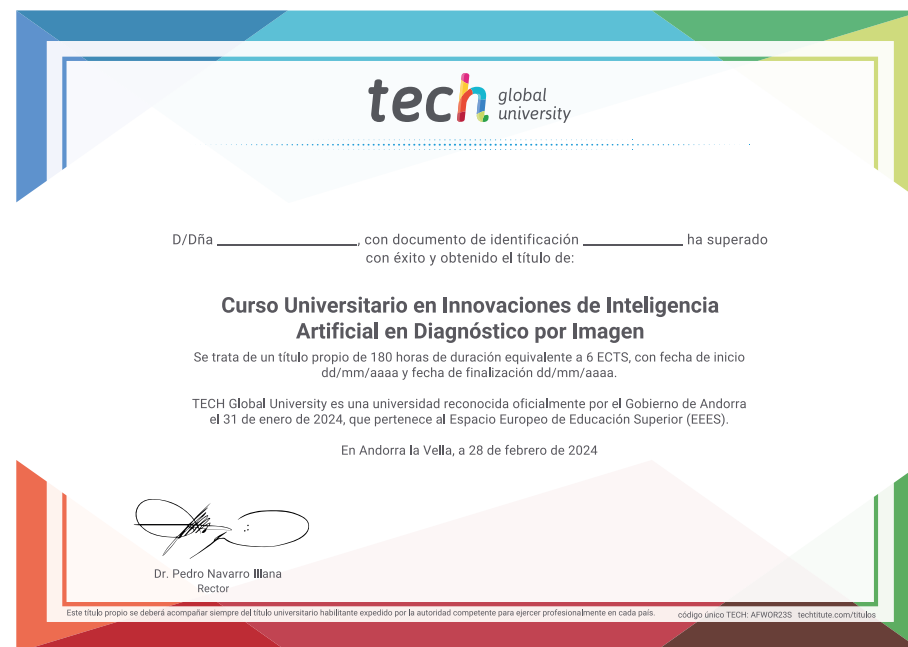 tech global university
D/Dña ____________, con documento de identificación ____________ ha superado
con éxito y obtenido el título de:
Curso Universitario en Innovaciones de Inteligencia
Artificial en Diagnóstico por Imagen
Se trata de un título propio de 180 horas de duración equivalente a 6 ECTS, con fecha de inicio
dd/mm/aaaa y fecha de finalización dd/mm/aaaa.
TECH Global University es una universidad reconocida oficialmente por el Gobierno de Andorra
el 31 de enero de 2024, que pertenece al Espacio Europeo de Educación Superior (EEES).
En Andorra la Vella, a 28 de febrero de 2024
Dr. Pedro Navarro Illana
Rector
Este título propio se deberá acompañar siempre del título universitario habilitante expedido por la autoridad competente para ejercer profesionalmente en cada país. código único TECH: AFWOR23S techtitute.com/titulos